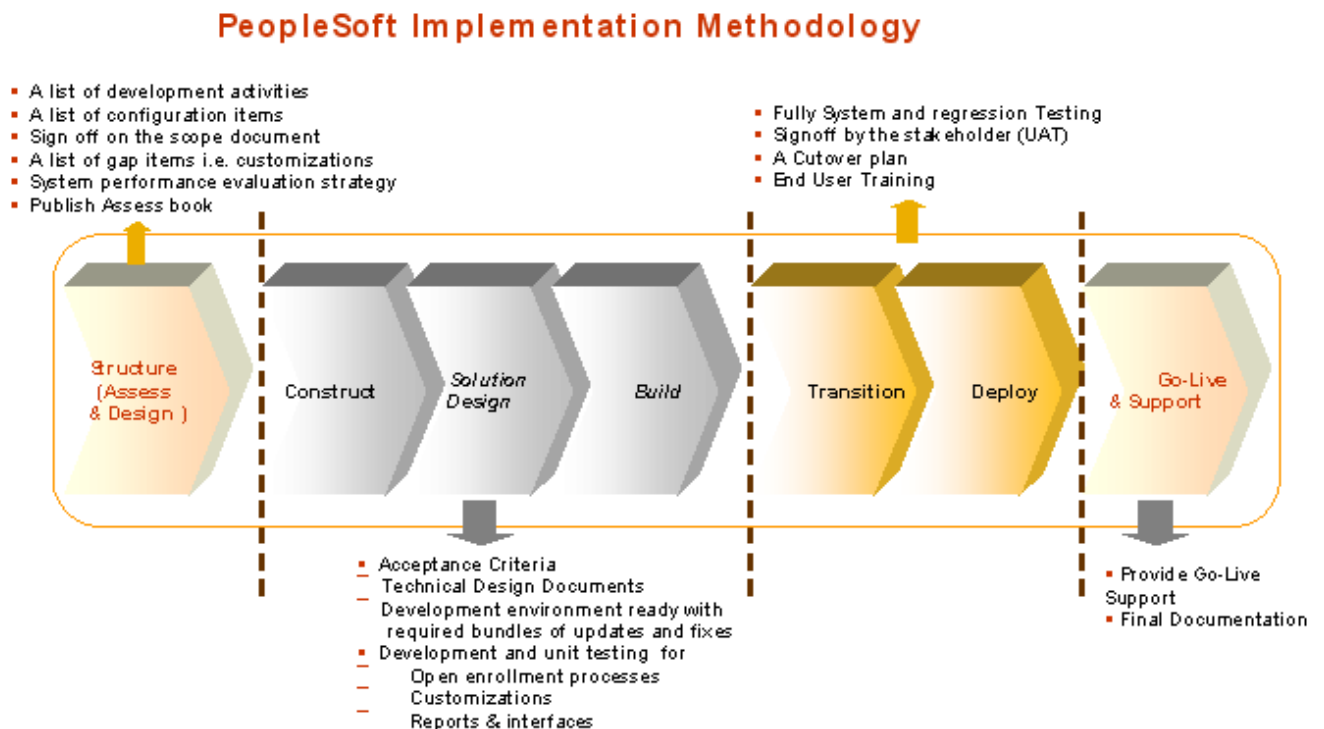 PeopleSoft Implementation Methodology
▪ A list of development activities
▪ A list of configuration items
▪ Sign off on the scope document
▪ A list of gap items i.e. customizations
▪ System performance evaluation strategy
▪ Publish Assess book
▪ Fully System and regression Testing
▪ Signoff by the stakeholder (UAT)
▪ A Cutover plan
▪ End User Training
Structure
(Assess
& Design )
Construct
Solution
Design
Build
Transition
Deploy
Go-Live
& Support
▪ Acceptance Criteria
– Technical Design Documents
– Development environment ready with
required bundles of updates and fixes
▪ Development and unit testing for
– Open enrollment processes
– Customizations
– Reports & interfaces
▪ Provide Go-Live
Support
▪ Final Documentation